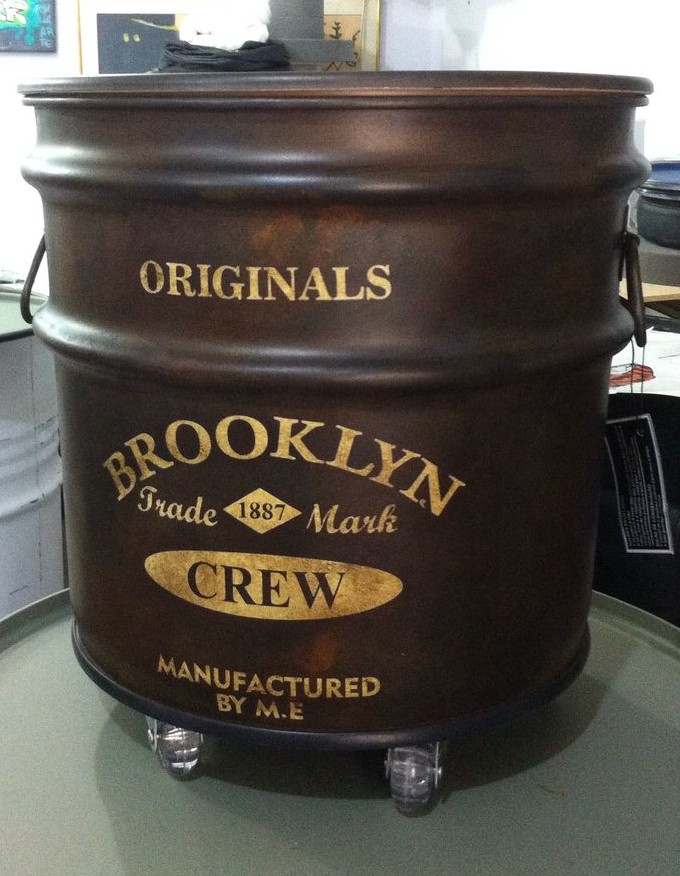 ORIGINALS
BROOKLYN
Trade 1887 Mark
CREW
MANUFACTURED
BY M.E